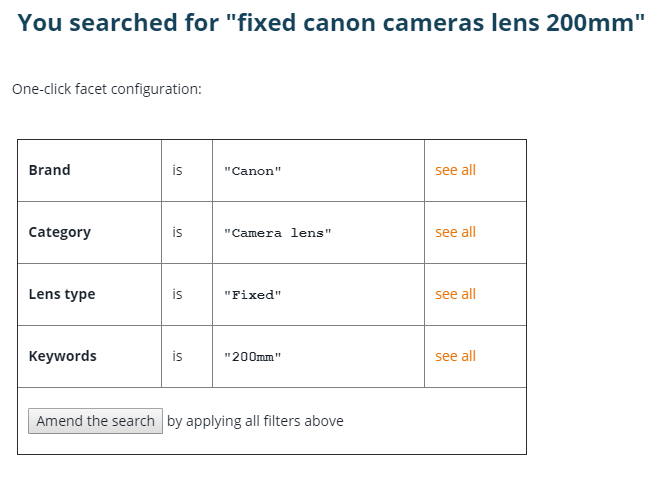 You searched for "fixed canon cameras lens 200mm"
One-click facet configuration:
Brand is "Canon" see all
Category is "Camera lens" see all
Lens type is "Fixed" see all
Keywords is "200mm" see all
Amend the search by applying all filters above